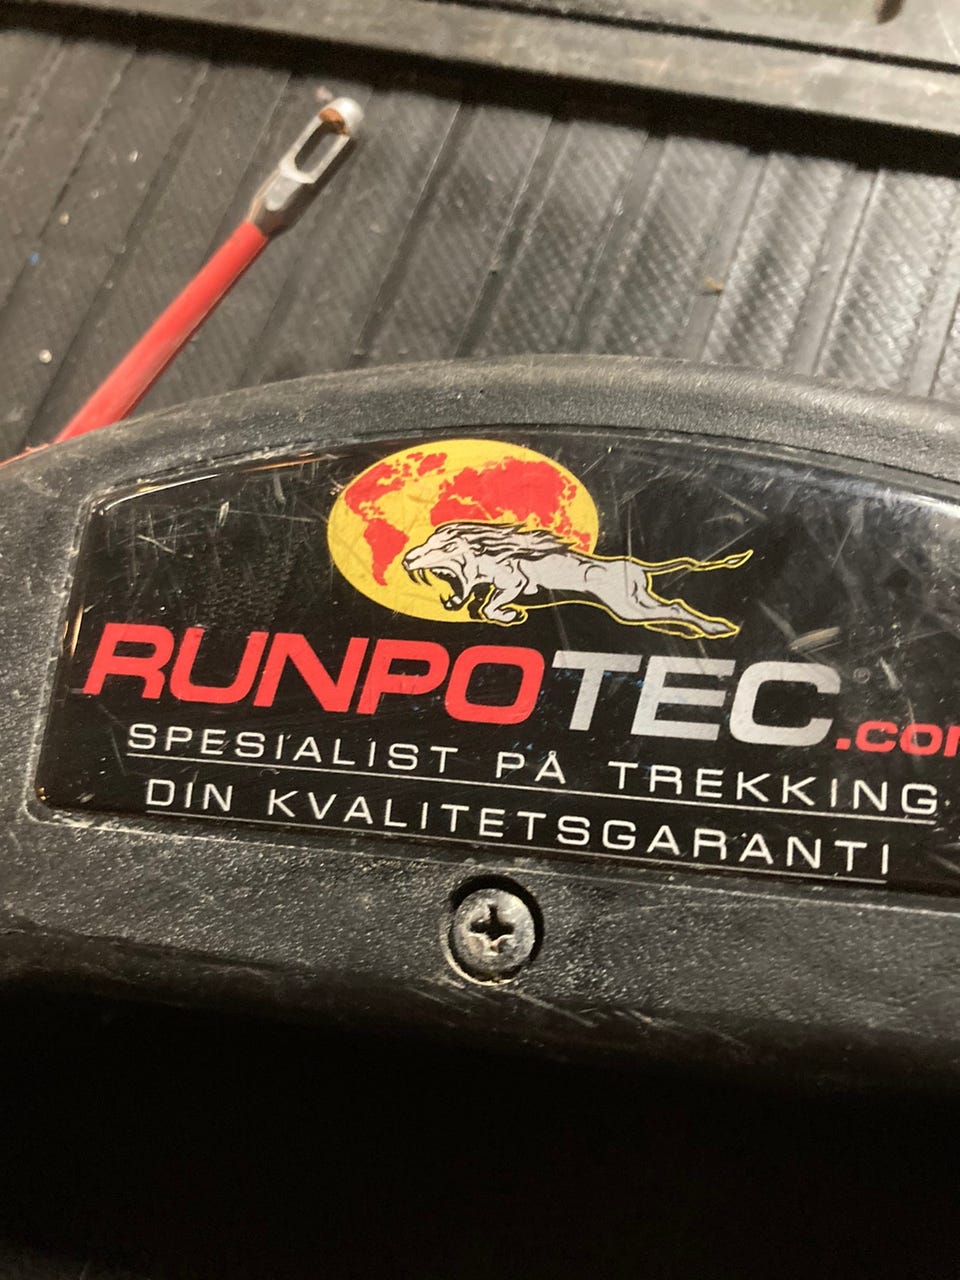 RUNPOTEC.com
SPESIALIST PÅ TREKKING
DIN KVALITETSGARANTI